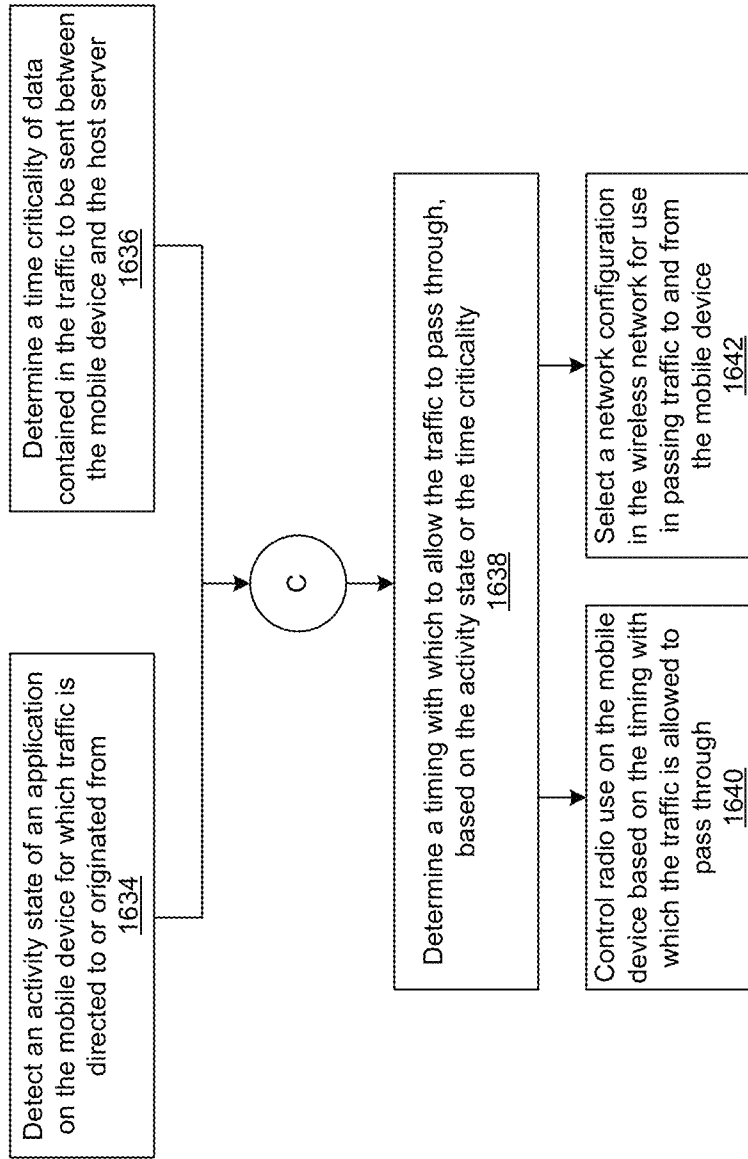 Detect an activity state of an application
on the mobile device for which traffic is
directed to or originated from
1634
Determine a time criticality of data
contained in the traffic to be sent between
the mobile device and the host server
1636
C
Determine a timing with which to allow the traffic to pass through,
based on the activity state or the time criticality
1638
Control radio use on the mobile
device based on the timing with
which the traffic is allowed to
pass through
1640
Select a network configuration
in the wireless network for use
in passing traffic to and from
the mobile device
1642